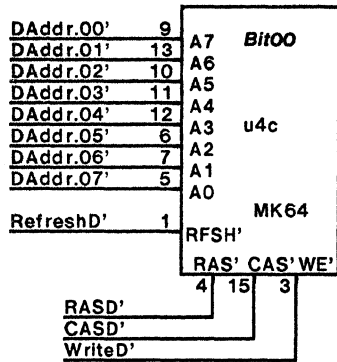 DAddr.00' 9 A7 Bit00
DAddr.01' 13 A6
DAddr.02' 10 A5
DAddr.03' 11 A4
DAddr.04' 12 A3 u4c
DAddr.05' 6 A2
DAddr.06' 7 A1
DAddr.07' 5 A0
MK64
RefreshD' 1 RFSH'
RAS' CAS' WE'
4 15 3
RASD'
CASD'
WriteD'